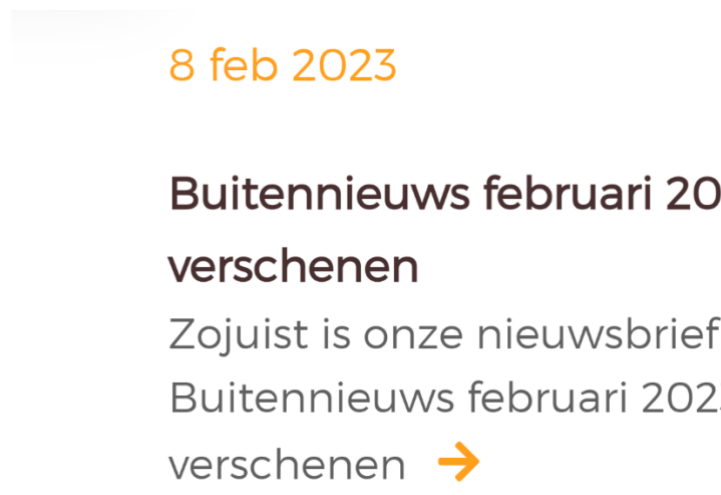 8 feb 2023
Buitennieuws februari 20
verschenen
Zojuist is onze nieuwsbrief
Buitennieuws februari 202
verschenen